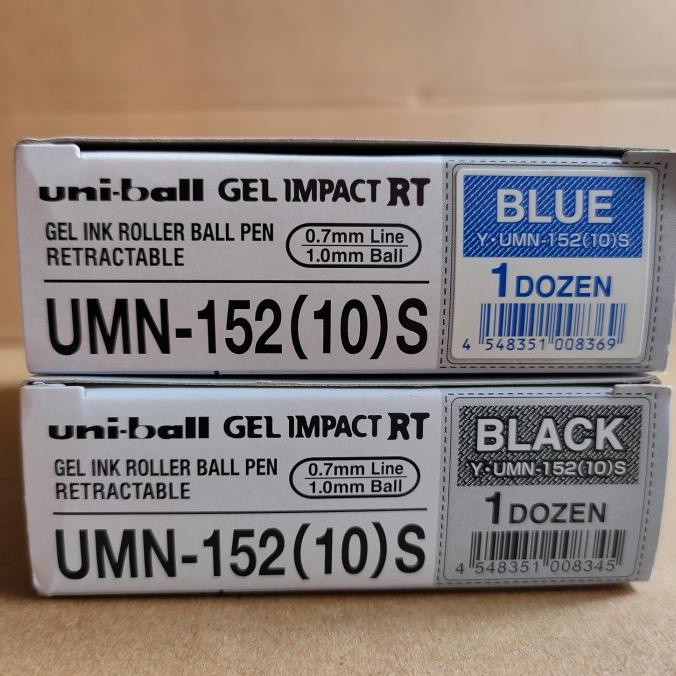 uni-ball GEL IMPACT RT
GEL INK ROLLER BALL PEN
RETRACTABLE
0.7mm Line
1.0mm Ball
UMN-152(10)S
BLUE
Y・UMN-152(10)S
1 DOZEN
4 548351 008369
uni-ball GEL IMPACT RT
GEL INK ROLLER BALL PEN
RETRACTABLE
0.7mm Line
1.0mm Ball
UMN-152(10)S
BLACK
Y・UMN-152(10)S
1 DOZEN
4 548351 008345